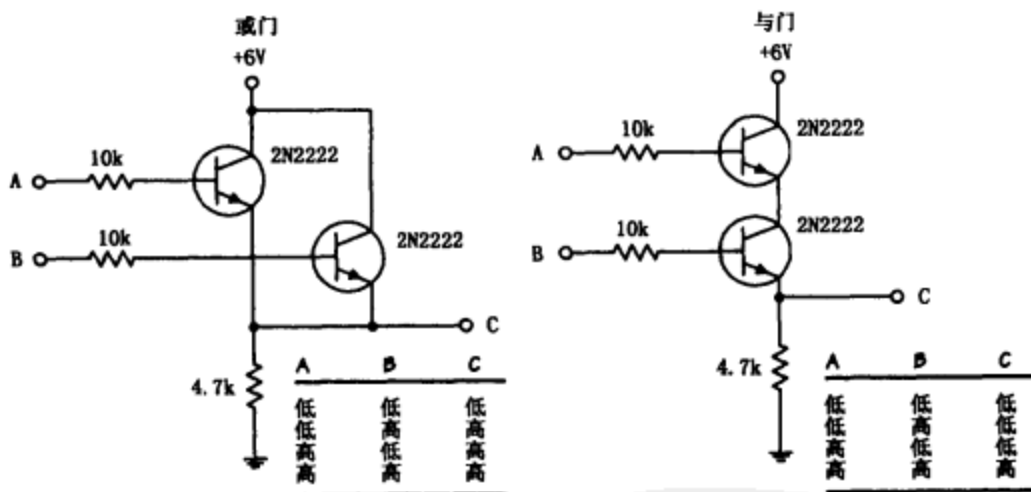 或门
+6V
2N2222
10k
A
10k
2N2222
B
C
4.7k
A B C
低 低 低
低 高 高
高 低 高
高 高 高
与门
+6V
2N2222
10k
A
2N2222
10k
B
C
4.7k
A B C
低 低 低
低 高 低
高 低 低
高 高 高